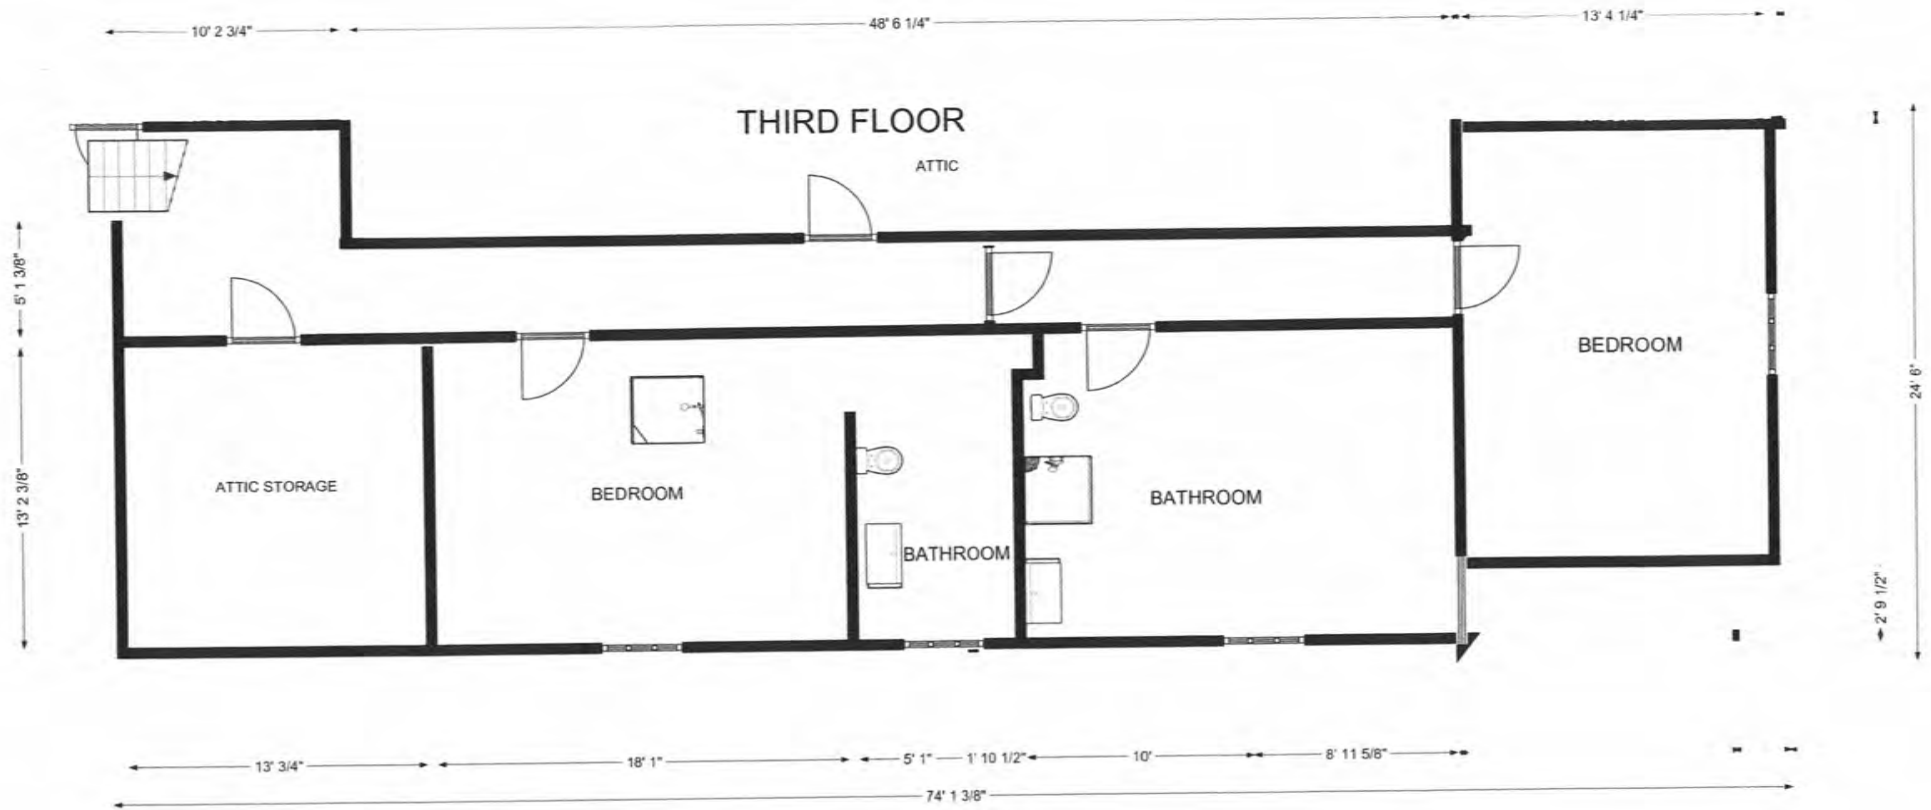 10' 2 3/4"
48' 6 1/4"
13' 4 1/4"
THIRD FLOOR
ATTIC
5' 1 3/8"
BEDROOM
24' 6"
13' 2 3/8"
ATTIC STORAGE
BEDROOM
BATHROOM
BATHROOM
2' 9 1/2"
13' 3/4"
18' 1"
5' 1"
1' 10 1/2"
10'
8' 11 5/8"
74' 1 3/8"